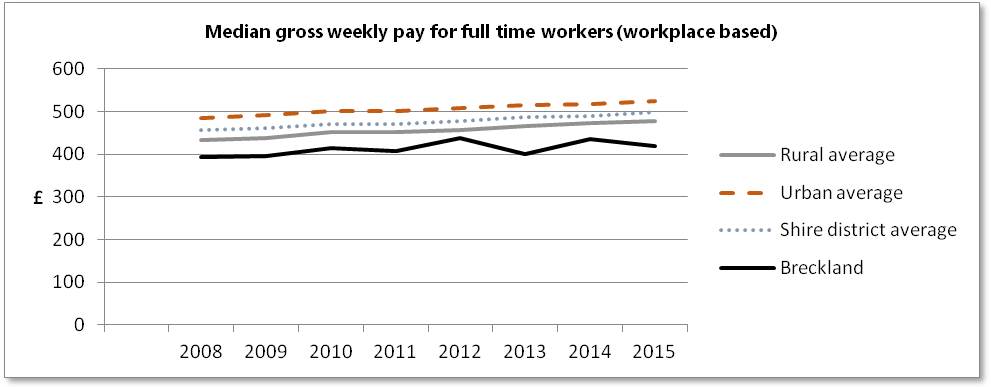 Median gross weekly pay for full time workers (workplace based)
600
500
400
300
200
100
0
£
2008 2009 2010 2011 2012 2013 2014 2015
Rural average
Urban average
Shire district average
Breckland